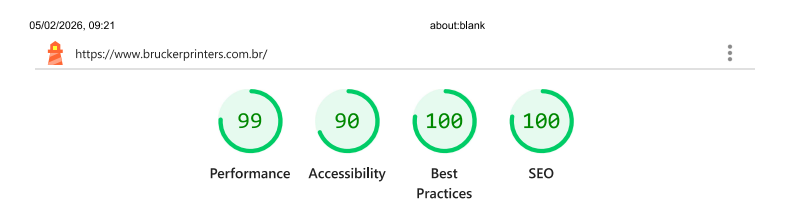 05/02/2026, 09:21 about:blank
https://www.bruckerprinters.com.br/
99 90 100 100
Performance Accessibility Best Practices SEO